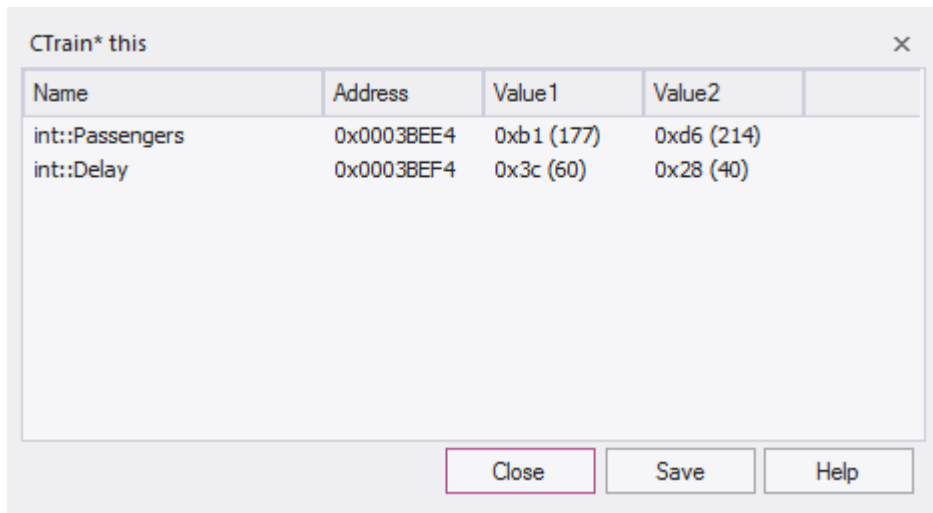 CTrain* this
Name Address Value1 Value2
int::Passengers 0x0003BEE4 0xb1 (177) 0xd6 (214)
int::Delay 0x0003BEF4 0x3c (60) 0x28 (40)
Close Save Help